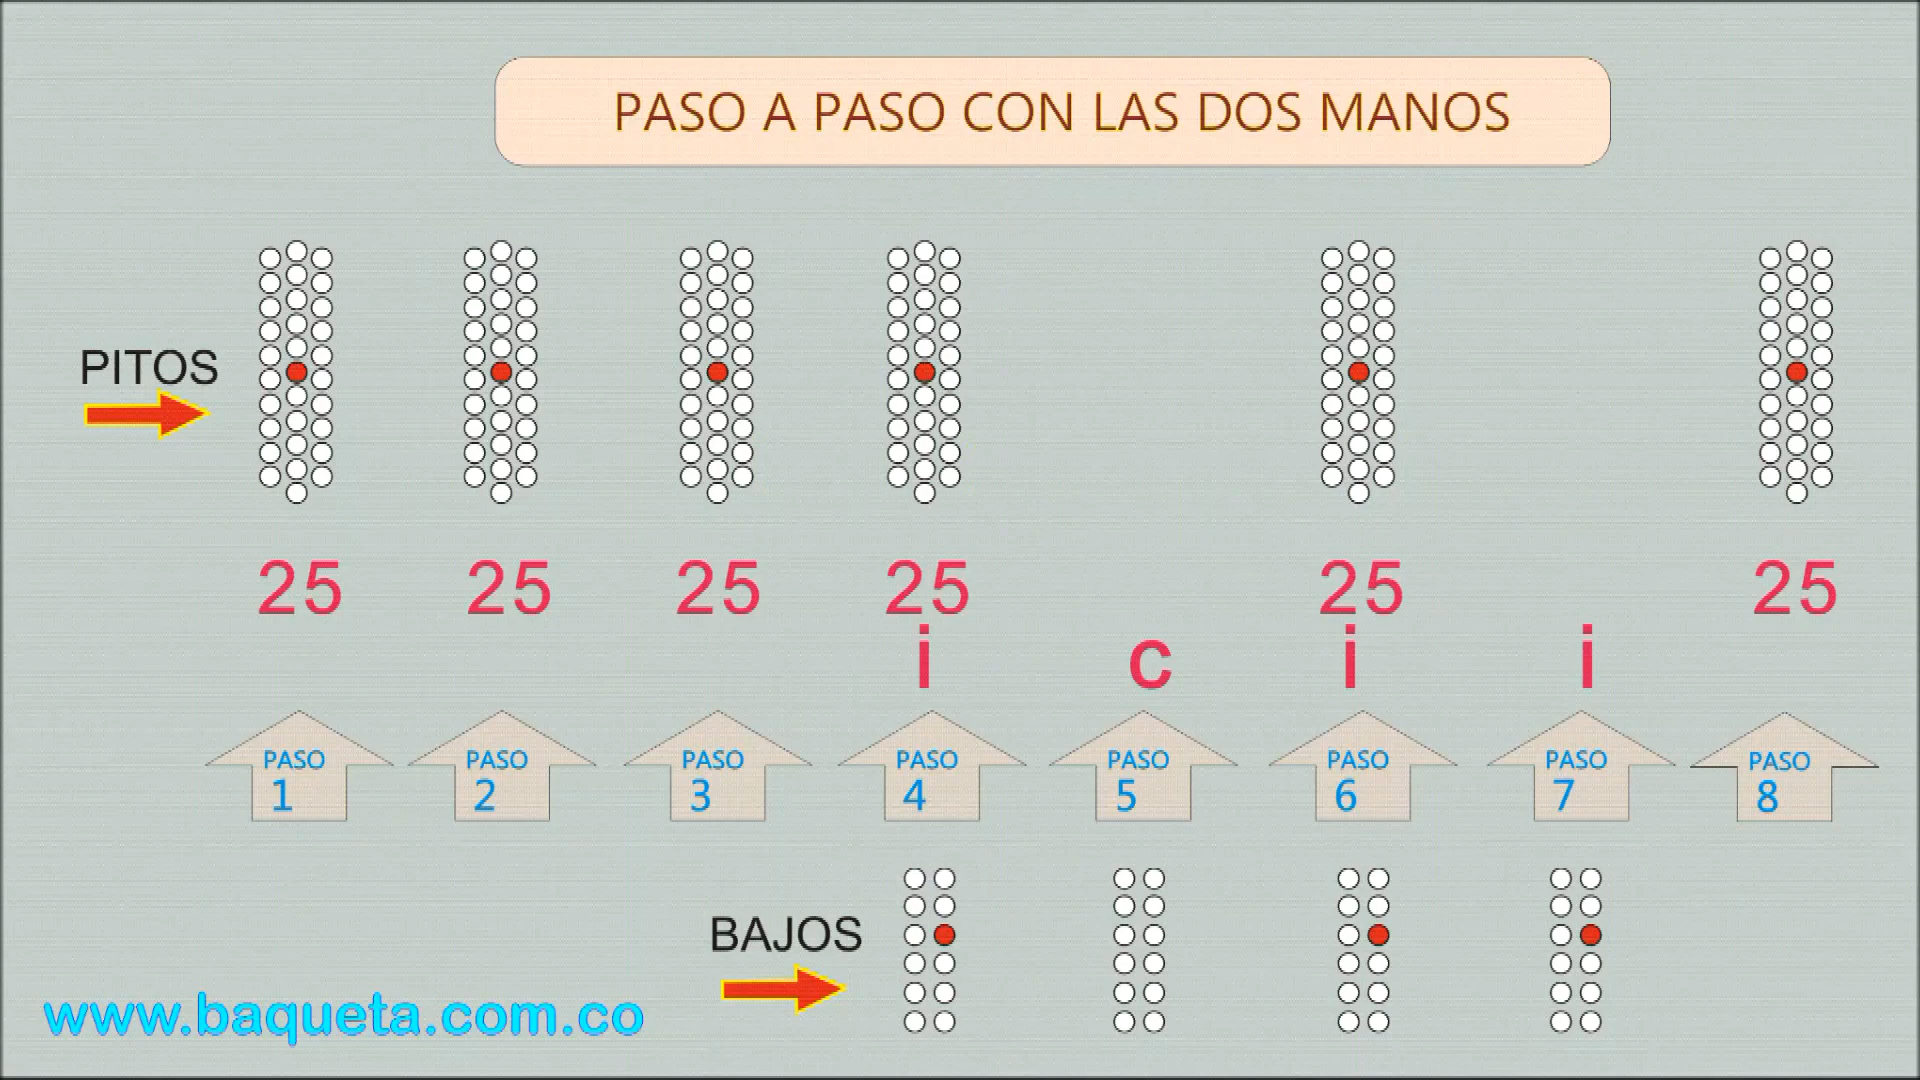 PASO A PASO CON LAS DOS MANOS
PITOS
25 25 25 25 25 25
i c i i
PASO 1
PASO 2
PASO 3
PASO 4
PASO 5
PASO 6
PASO 7
PASO 8
BAJOS
www.baqueta.com.co